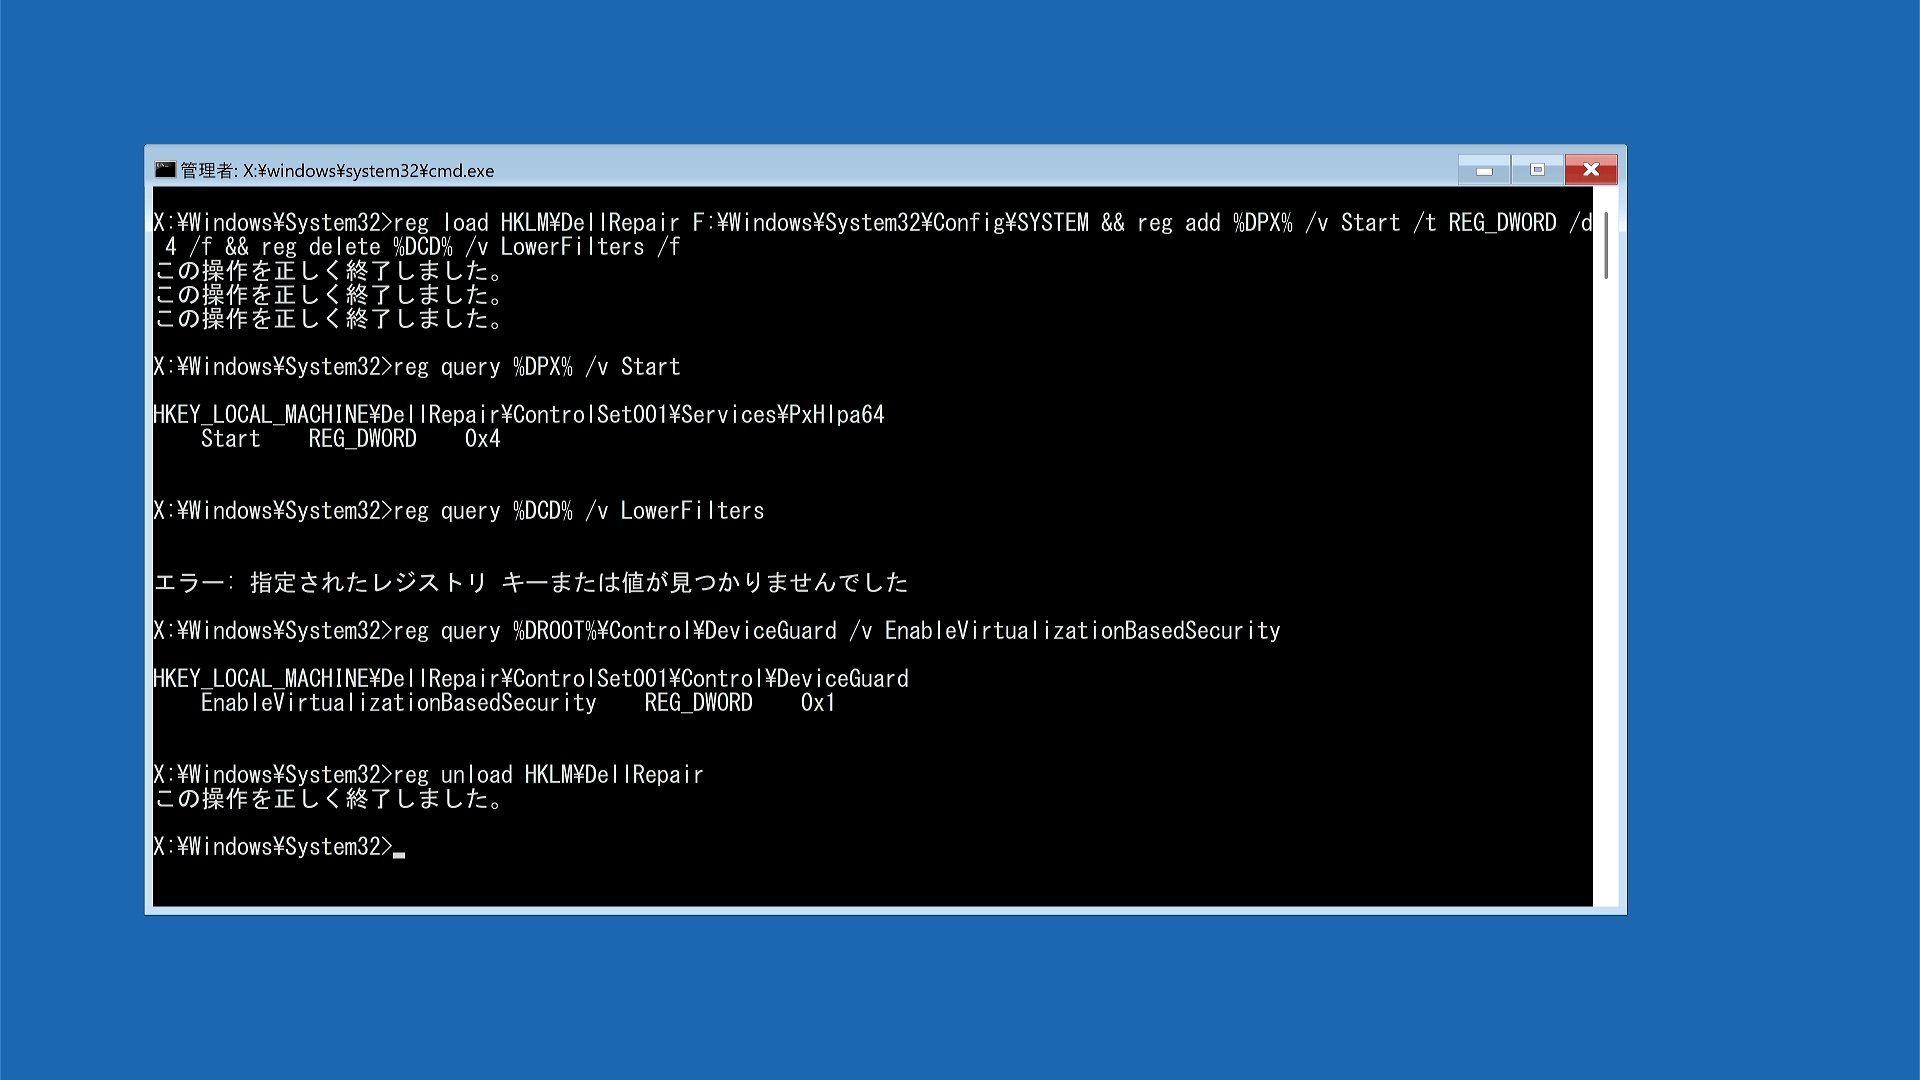 管理者: X:¥windows¥system32¥cmd.exe
X:¥Windows¥System32>reg load HKLM¥DellRepair F:¥Windows¥System32¥Config¥SYSTEM && reg add %DPX% /v Start /t REG_DWORD /d
4 /f && reg delete %DCD% /v LowerFilters /f
この操作を正しく終了しました。
この操作を正しく終了しました。
この操作を正しく終了しました。
X:¥Windows¥System32>reg query %DPX% /v Start
HKEY_LOCAL_MACHINE¥DellRepair¥ControlSet001¥Services¥PxHlpa64
Start    REG_DWORD    0x4
X:¥Windows¥System32>reg query %DCD% /v LowerFilters
エラー: 指定されたレジストリ キーまたは値が見つかりませんでした
X:¥Windows¥System32>reg query %DROOT%¥Control¥DeviceGuard /v EnableVirtualizationBasedSecurity
HKEY_LOCAL_MACHINE¥DellRepair¥ControlSet001¥Control¥DeviceGuard
EnableVirtualizationBasedSecurity    REG_DWORD    0x1
X:¥Windows¥System32>reg unload HKLM¥DellRepair
この操作を正しく終了しました。
X:¥Windows¥System32>